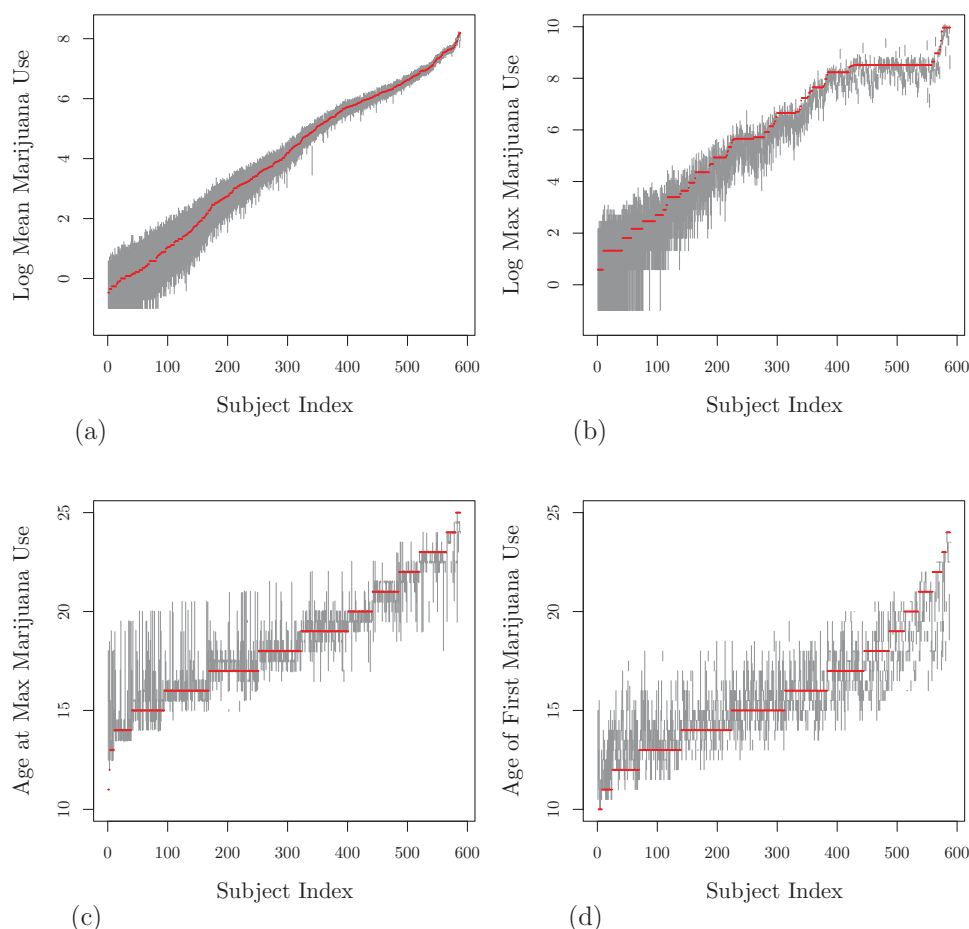 Log Mean Marijuana Use
8
6
4
2
0
0 100 200 300 400 500 600
Subject Index
(a)
Log Max Marijuana Use
10
8
6
4
2
0
0 100 200 300 400 500 600
Subject Index
(b)
Age at Max Marijuana Use
25
20
15
10
0 100 200 300 400 500 600
Subject Index
(c)
Age of First Marijuana Use
25
20
15
10
0 100 200 300 400 500 600
Subject Index
(d)